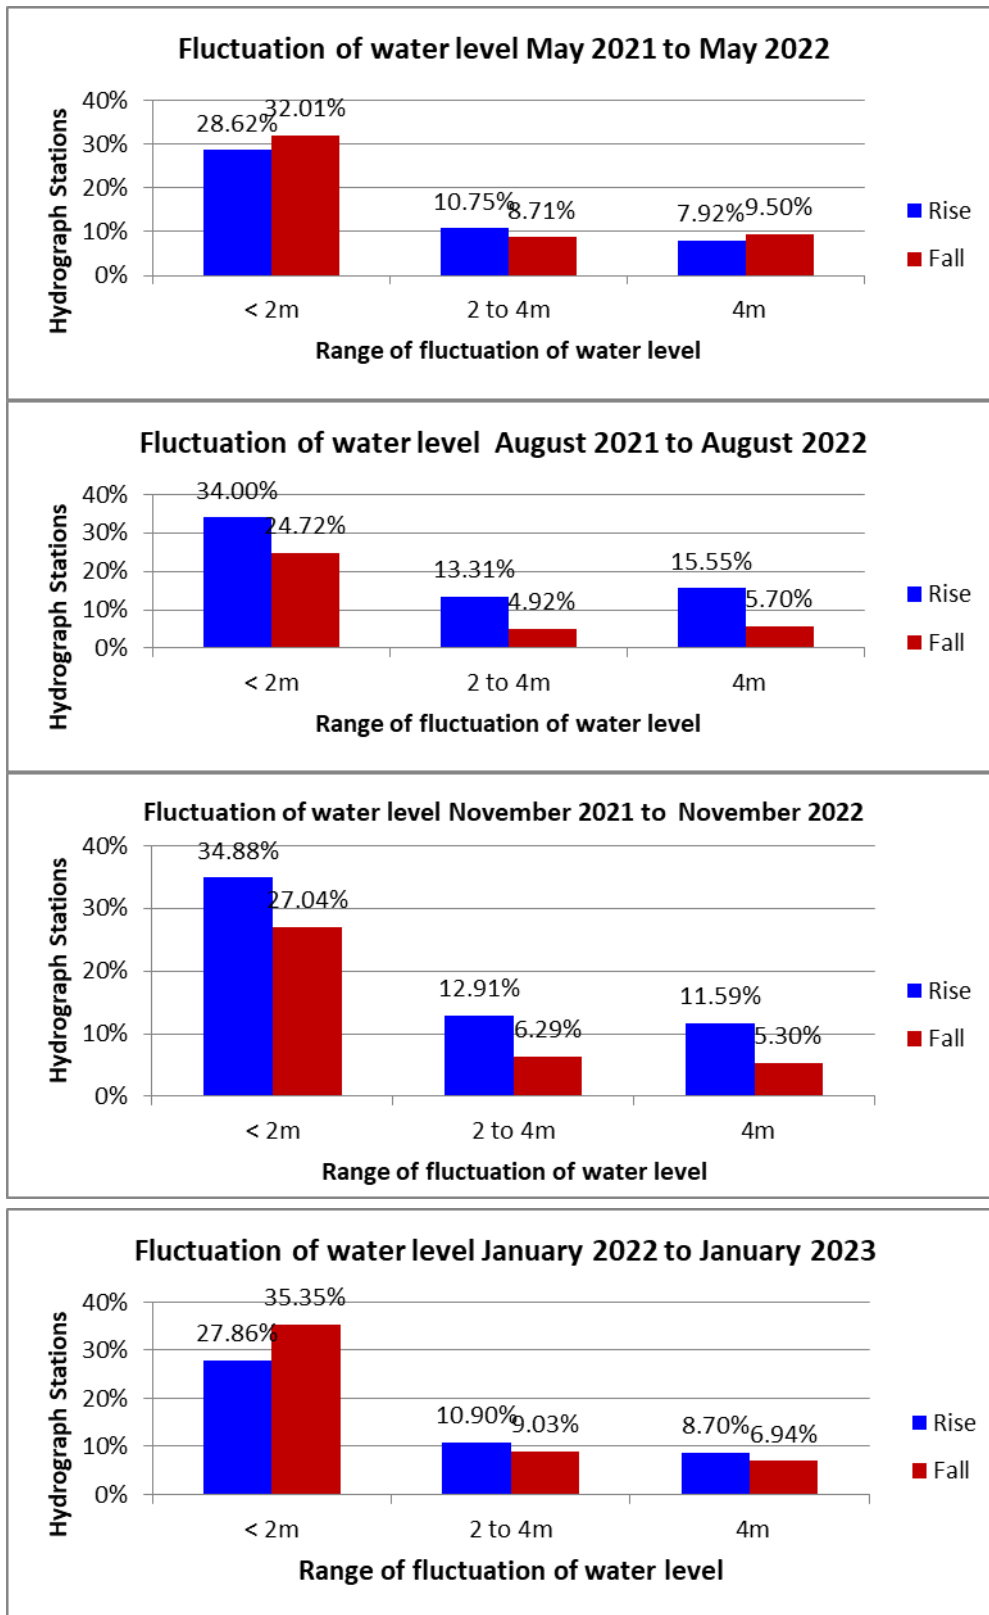 Fluctuation of water level May 2021 to May 2022
Hydrograph Stations
40%
30%
20%
10%
0%
28.62%
32.01%
10.75%
8.71%
7.92%
9.50%
< 2m
2 to 4m
4m
Range of fluctuation of water level
Rise
Fall
Fluctuation of water level August 2021 to August 2022
Hydrograph Stations
40%
30%
20%
10%
0%
34.00%
24.72%
13.31%
4.92%
15.55%
5.70%
< 2m
2 to 4m
4m
Range of fluctuation of water level
Rise
Fall
Fluctuation of water level November 2021 to November 2022
Hydrograph Stations
40%
30%
20%
10%
0%
34.88%
27.04%
12.91%
6.29%
11.59%
5.30%
< 2m
2 to 4m
4m
Range of fluctuation of water level
Rise
Fall
Fluctuation of water level January 2022 to January 2023
Hydrograph Stations
40%
30%
20%
10%
0%
27.86%
35.35%
10.90%
9.03%
8.70%
6.94%
< 2m
2 to 4m
4m
Range of fluctuation of water level
Rise
Fall